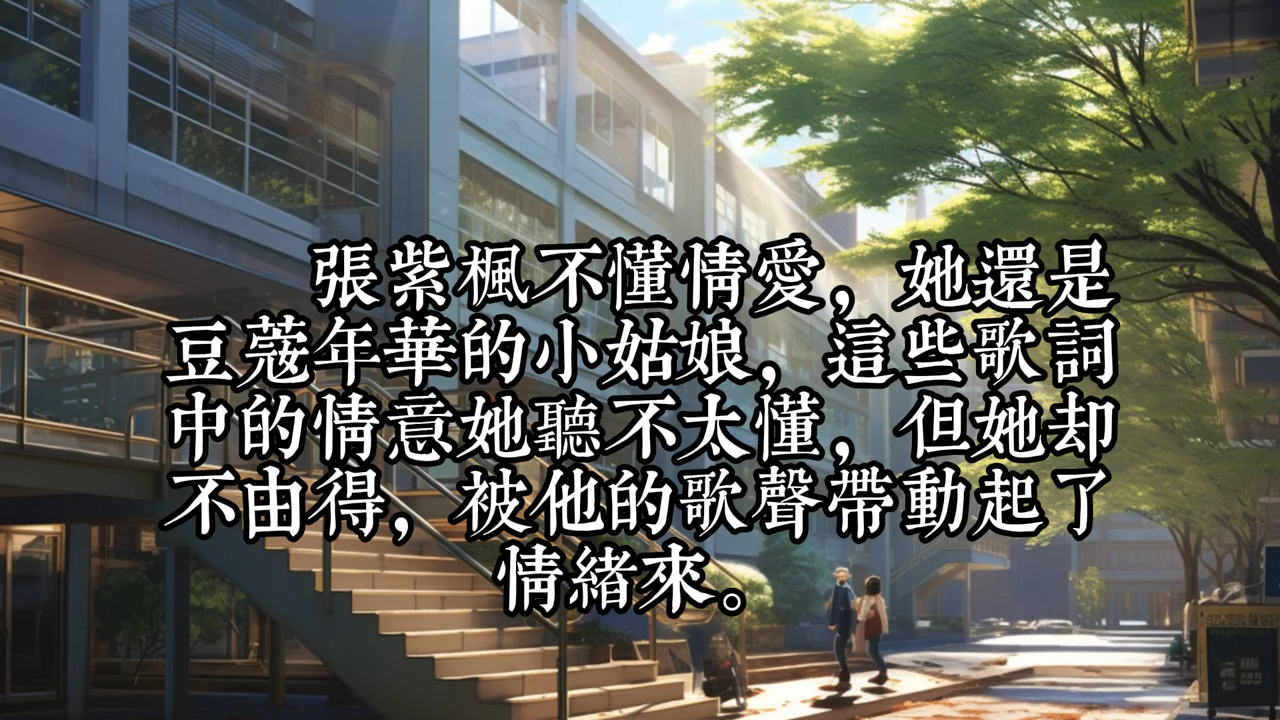 張紫楓不懂情愛，她還是
豆蔻年華的小姑娘，這些歌詞
中的情意她聽不太懂，但她却
不由得，被他的歌聲帶動起了
情緒來。